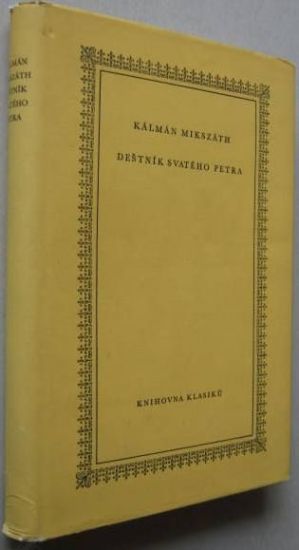 KÁLMÁN MIKSZÁTH
DEŠTNÍK SVATÉHO PETRA
KNIHOVNA KLASIKŮ